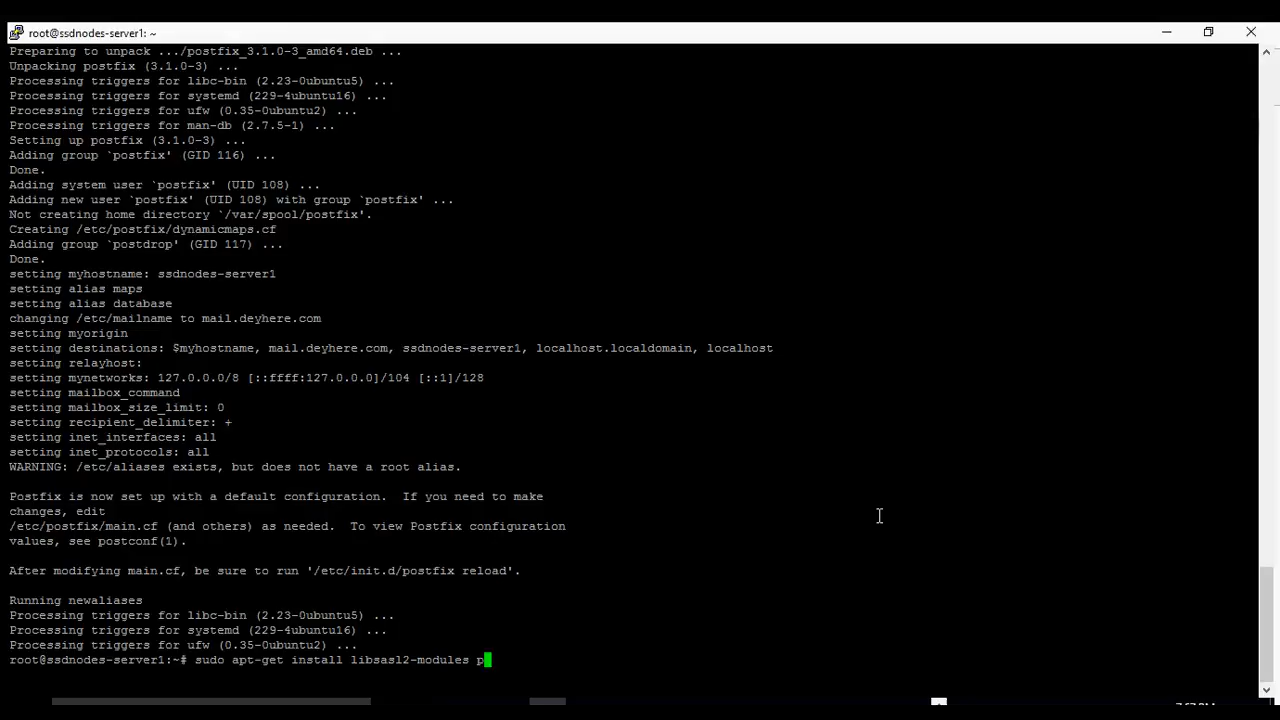 root@ssdnodes-server1: ~
Preparing to unpack .../postfix_3.1.0-3_amd64.deb ...
Unpacking postfix (3.1.0-3) ...
Processing triggers for libc-bin (2.23-0ubuntu5) ...
Processing triggers for systemd (229-4ubuntu16) ...
Processing triggers for ufw (0.35-0ubuntu2) ...
Processing triggers for man-db (2.7.5-1) ...
Setting up postfix (3.1.0-3) ...
Adding group `postfix' (GID 116) ...
Done.
Adding system user `postfix' (UID 108) ...
Adding new user `postfix' (UID 108) with group `postfix' ...
Not creating home directory `/var/spool/postfix'.
Creating /etc/postfix/dynamicmaps.cf
Adding group `postdrop' (GID 117) ...
Done.
setting myhostname: ssdnodes-server1
setting alias maps
setting alias database
changing /etc/mailname to mail.deyhere.com
setting myorigin
setting destinations: $myhostname, mail.deyhere.com, ssdnodes-server1, localhost.localdomain, localhost
setting relayhost:
setting mynetworks: 127.0.0.0/8 [::ffff:127.0.0.0]/104 [::1]/128
setting mailbox_command
setting mailbox_size_limit: 0
setting recipient_delimiter: +
setting inet_interfaces: all
setting inet_protocols: all
WARNING: /etc/aliases exists, but does not have a root alias.
Postfix is now set up with a default configuration.  If you need to make
changes, edit
/etc/postfix/main.cf (and others) as needed.  To view Postfix configuration
values, see postconf(1).
After modifying main.cf, be sure to run '/etc/init.d/postfix reload'.
Running newaliases
Processing triggers for libc-bin (2.23-0ubuntu5) ...
Processing triggers for systemd (229-4ubuntu16) ...
Processing triggers for ufw (0.35-0ubuntu2) ...
root@ssdnodes-server1:~# sudo apt-get install libsasl2-modules p